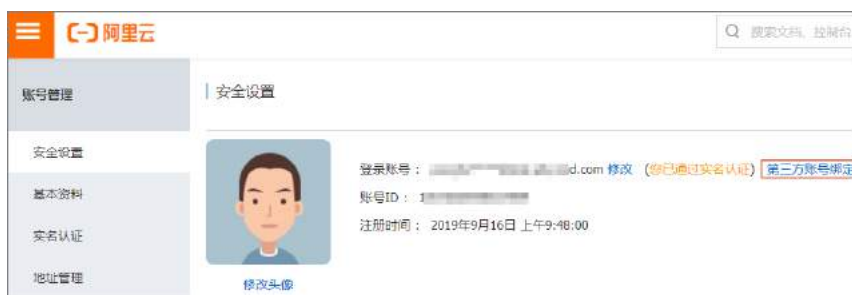 阿里云
搜索文档、控制台
账号管理
安全设置
安全设置
登录账号： d.com 修改 （您已通过实名认证） 第三方账号绑定
基本资料
账号ID： 1
实名认证
注册时间： 2019年9月16日 上午9:48:00
地址管理
修改头像